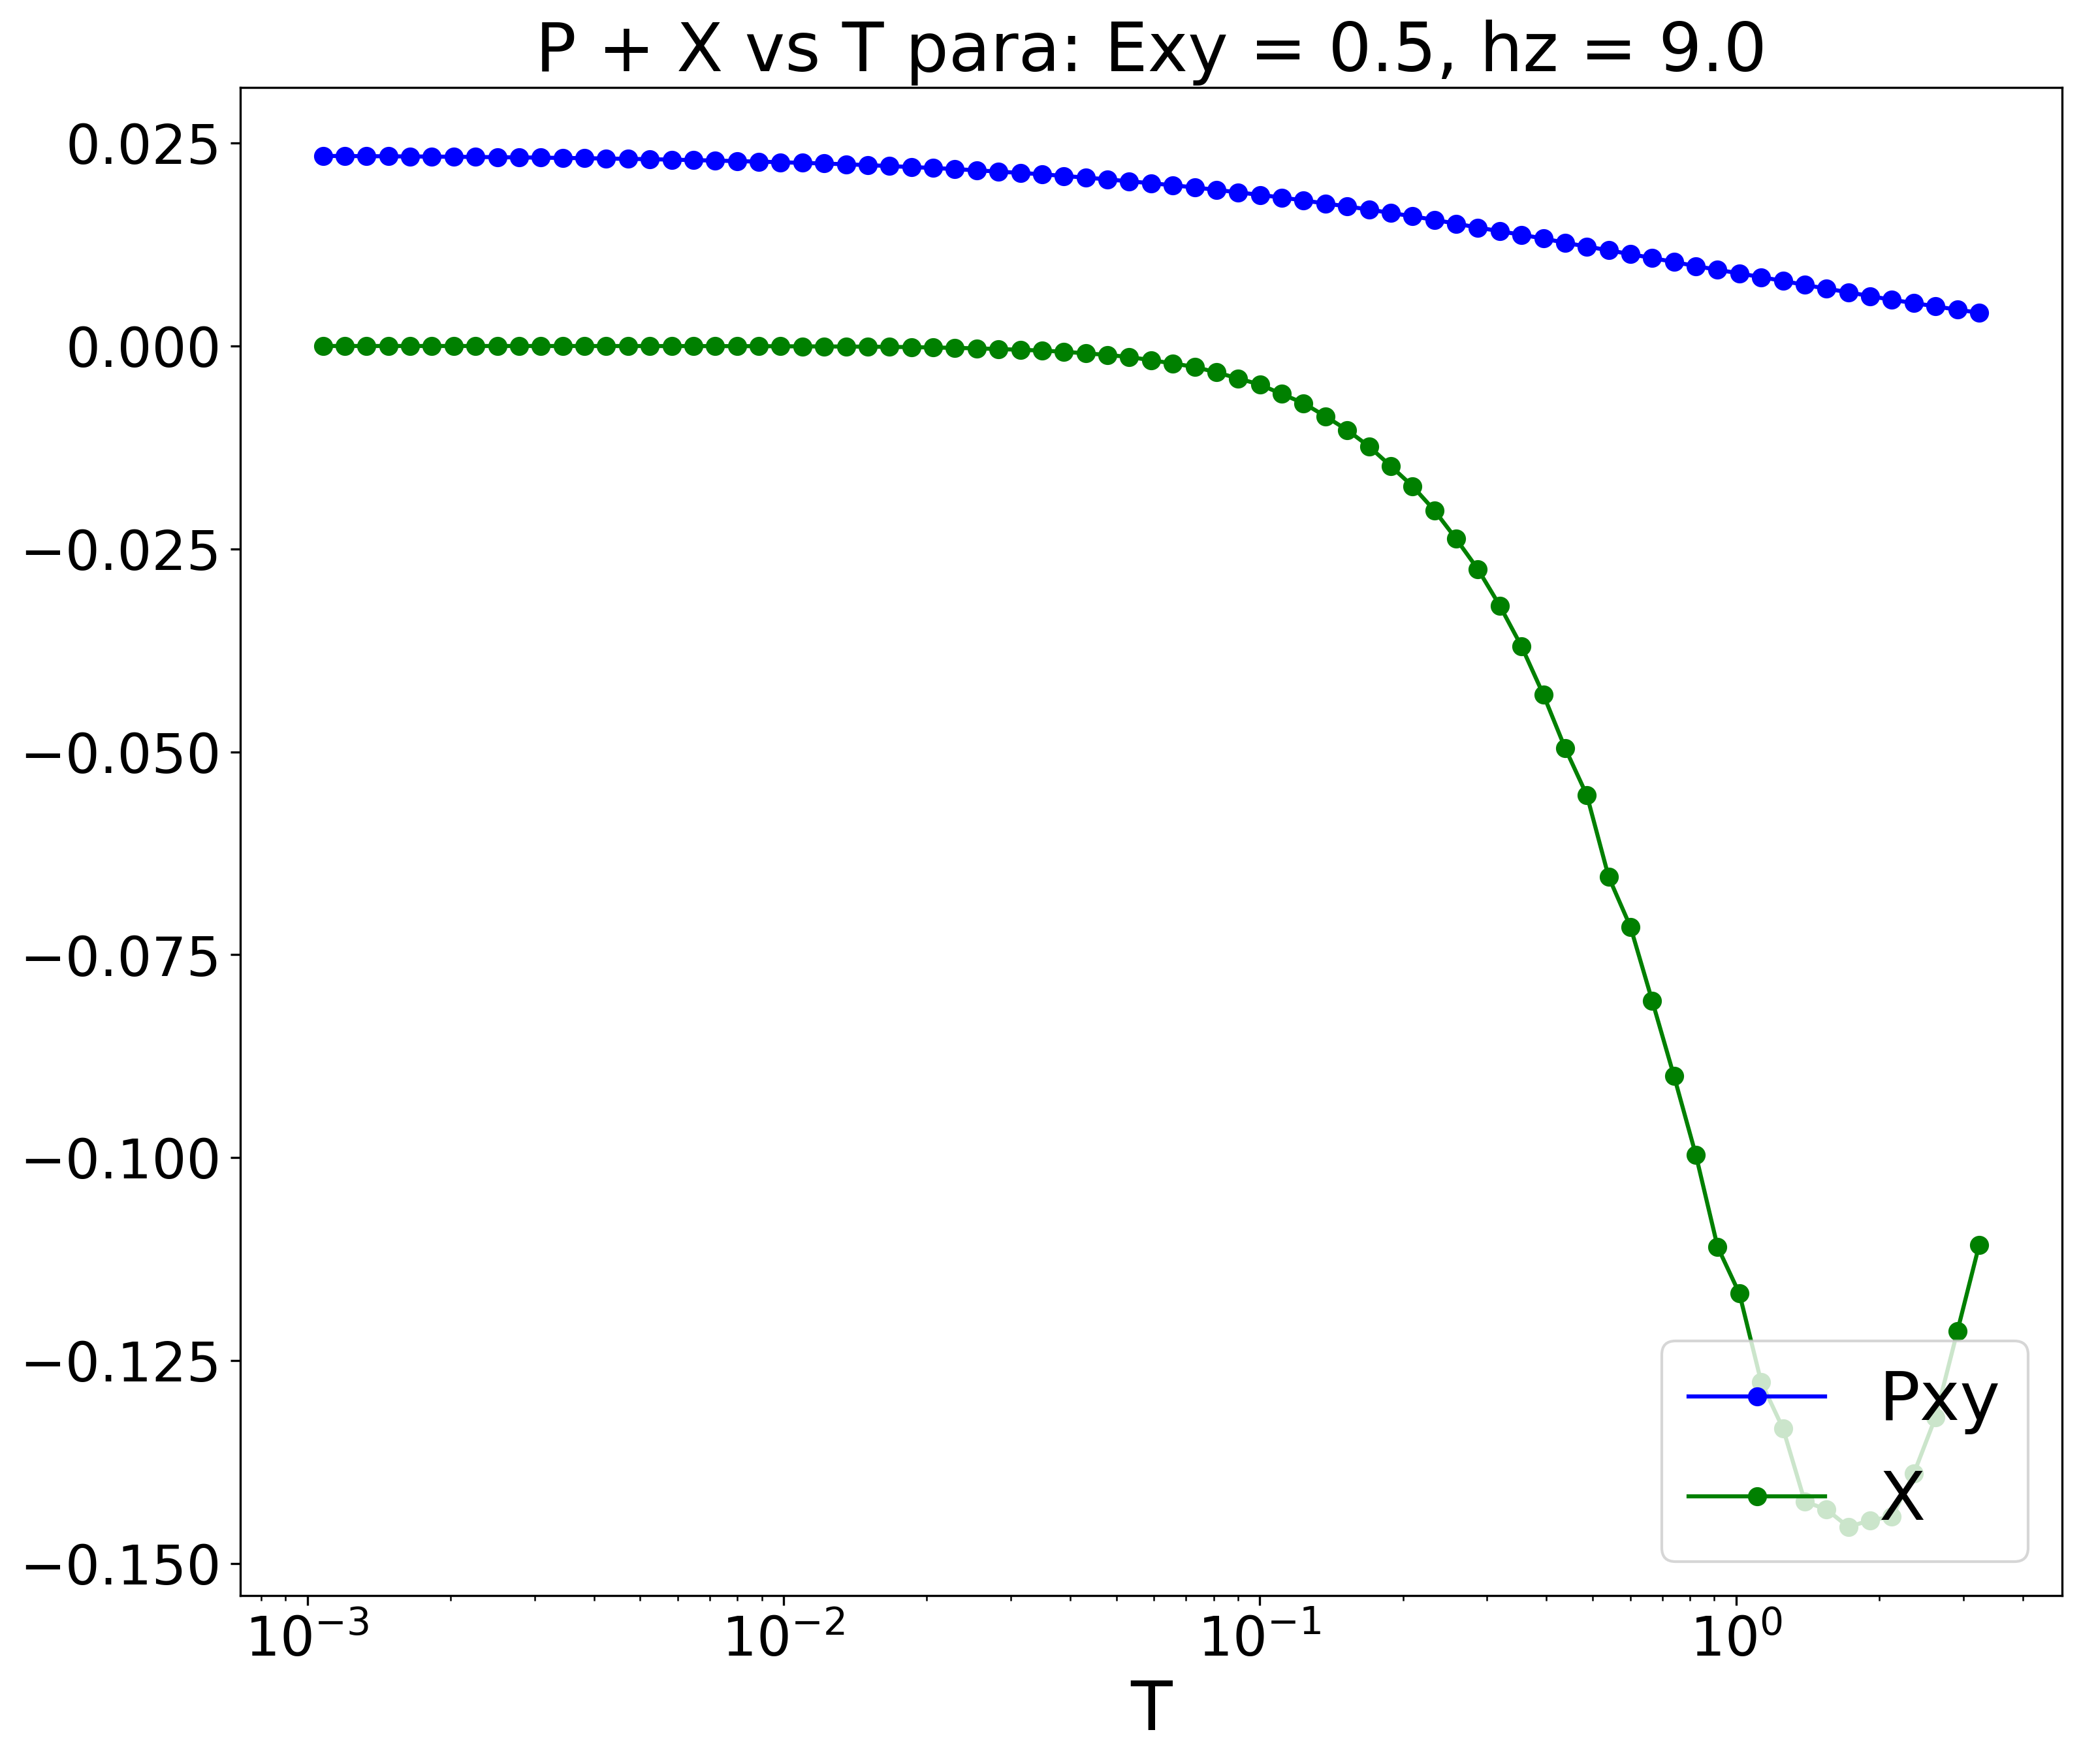 P + X vs T para: Exy = 0.5, hz = 9.0
0.025
0.000
−0.025
−0.050
−0.075
−0.100
−0.125
−0.150
Pxy
X
10⁻³ 10⁻² 10⁻¹ 10⁰
T